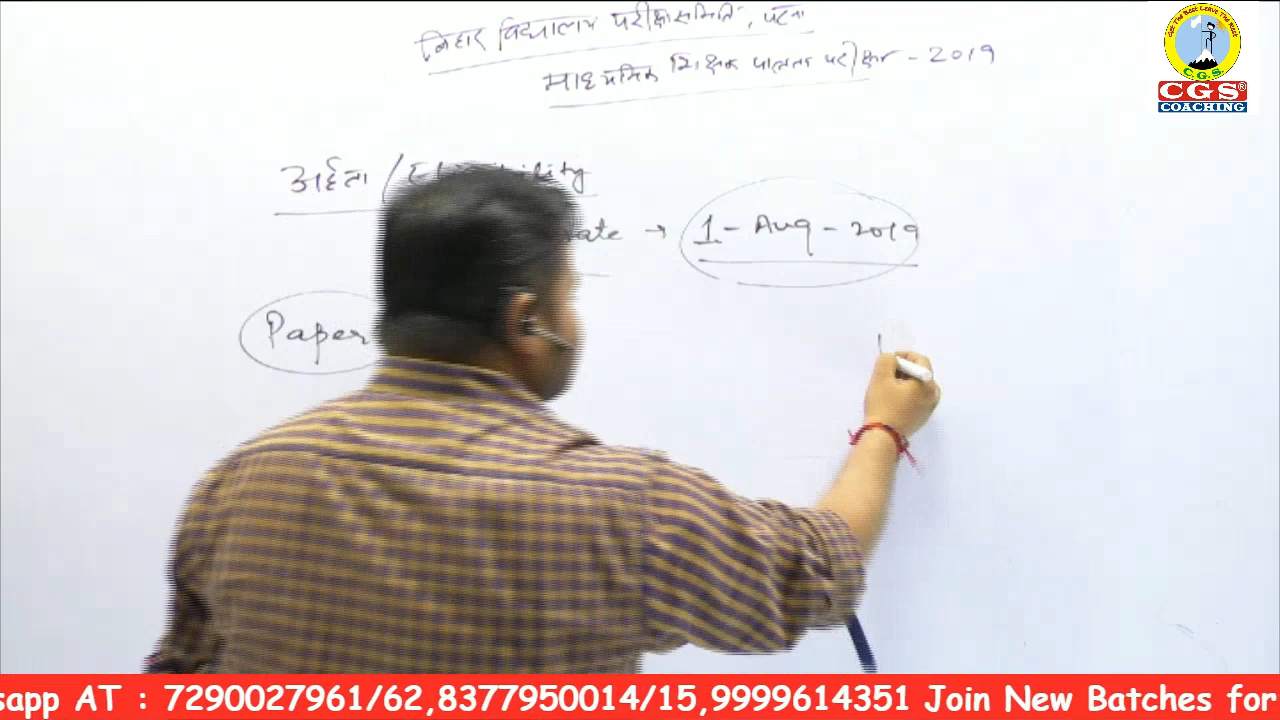 बिहार विद्यालय परीक्षा समिति, पटना
माध्यमिक शिक्षक पात्रता परीक्षा - 2019
C.G.S
CGS®
COACHING
अर्हता /
ate → 1 - Aug - 2019
Paper
sapp AT : 7290027961/62,8377950014/15,9999614351 Join New Batches for